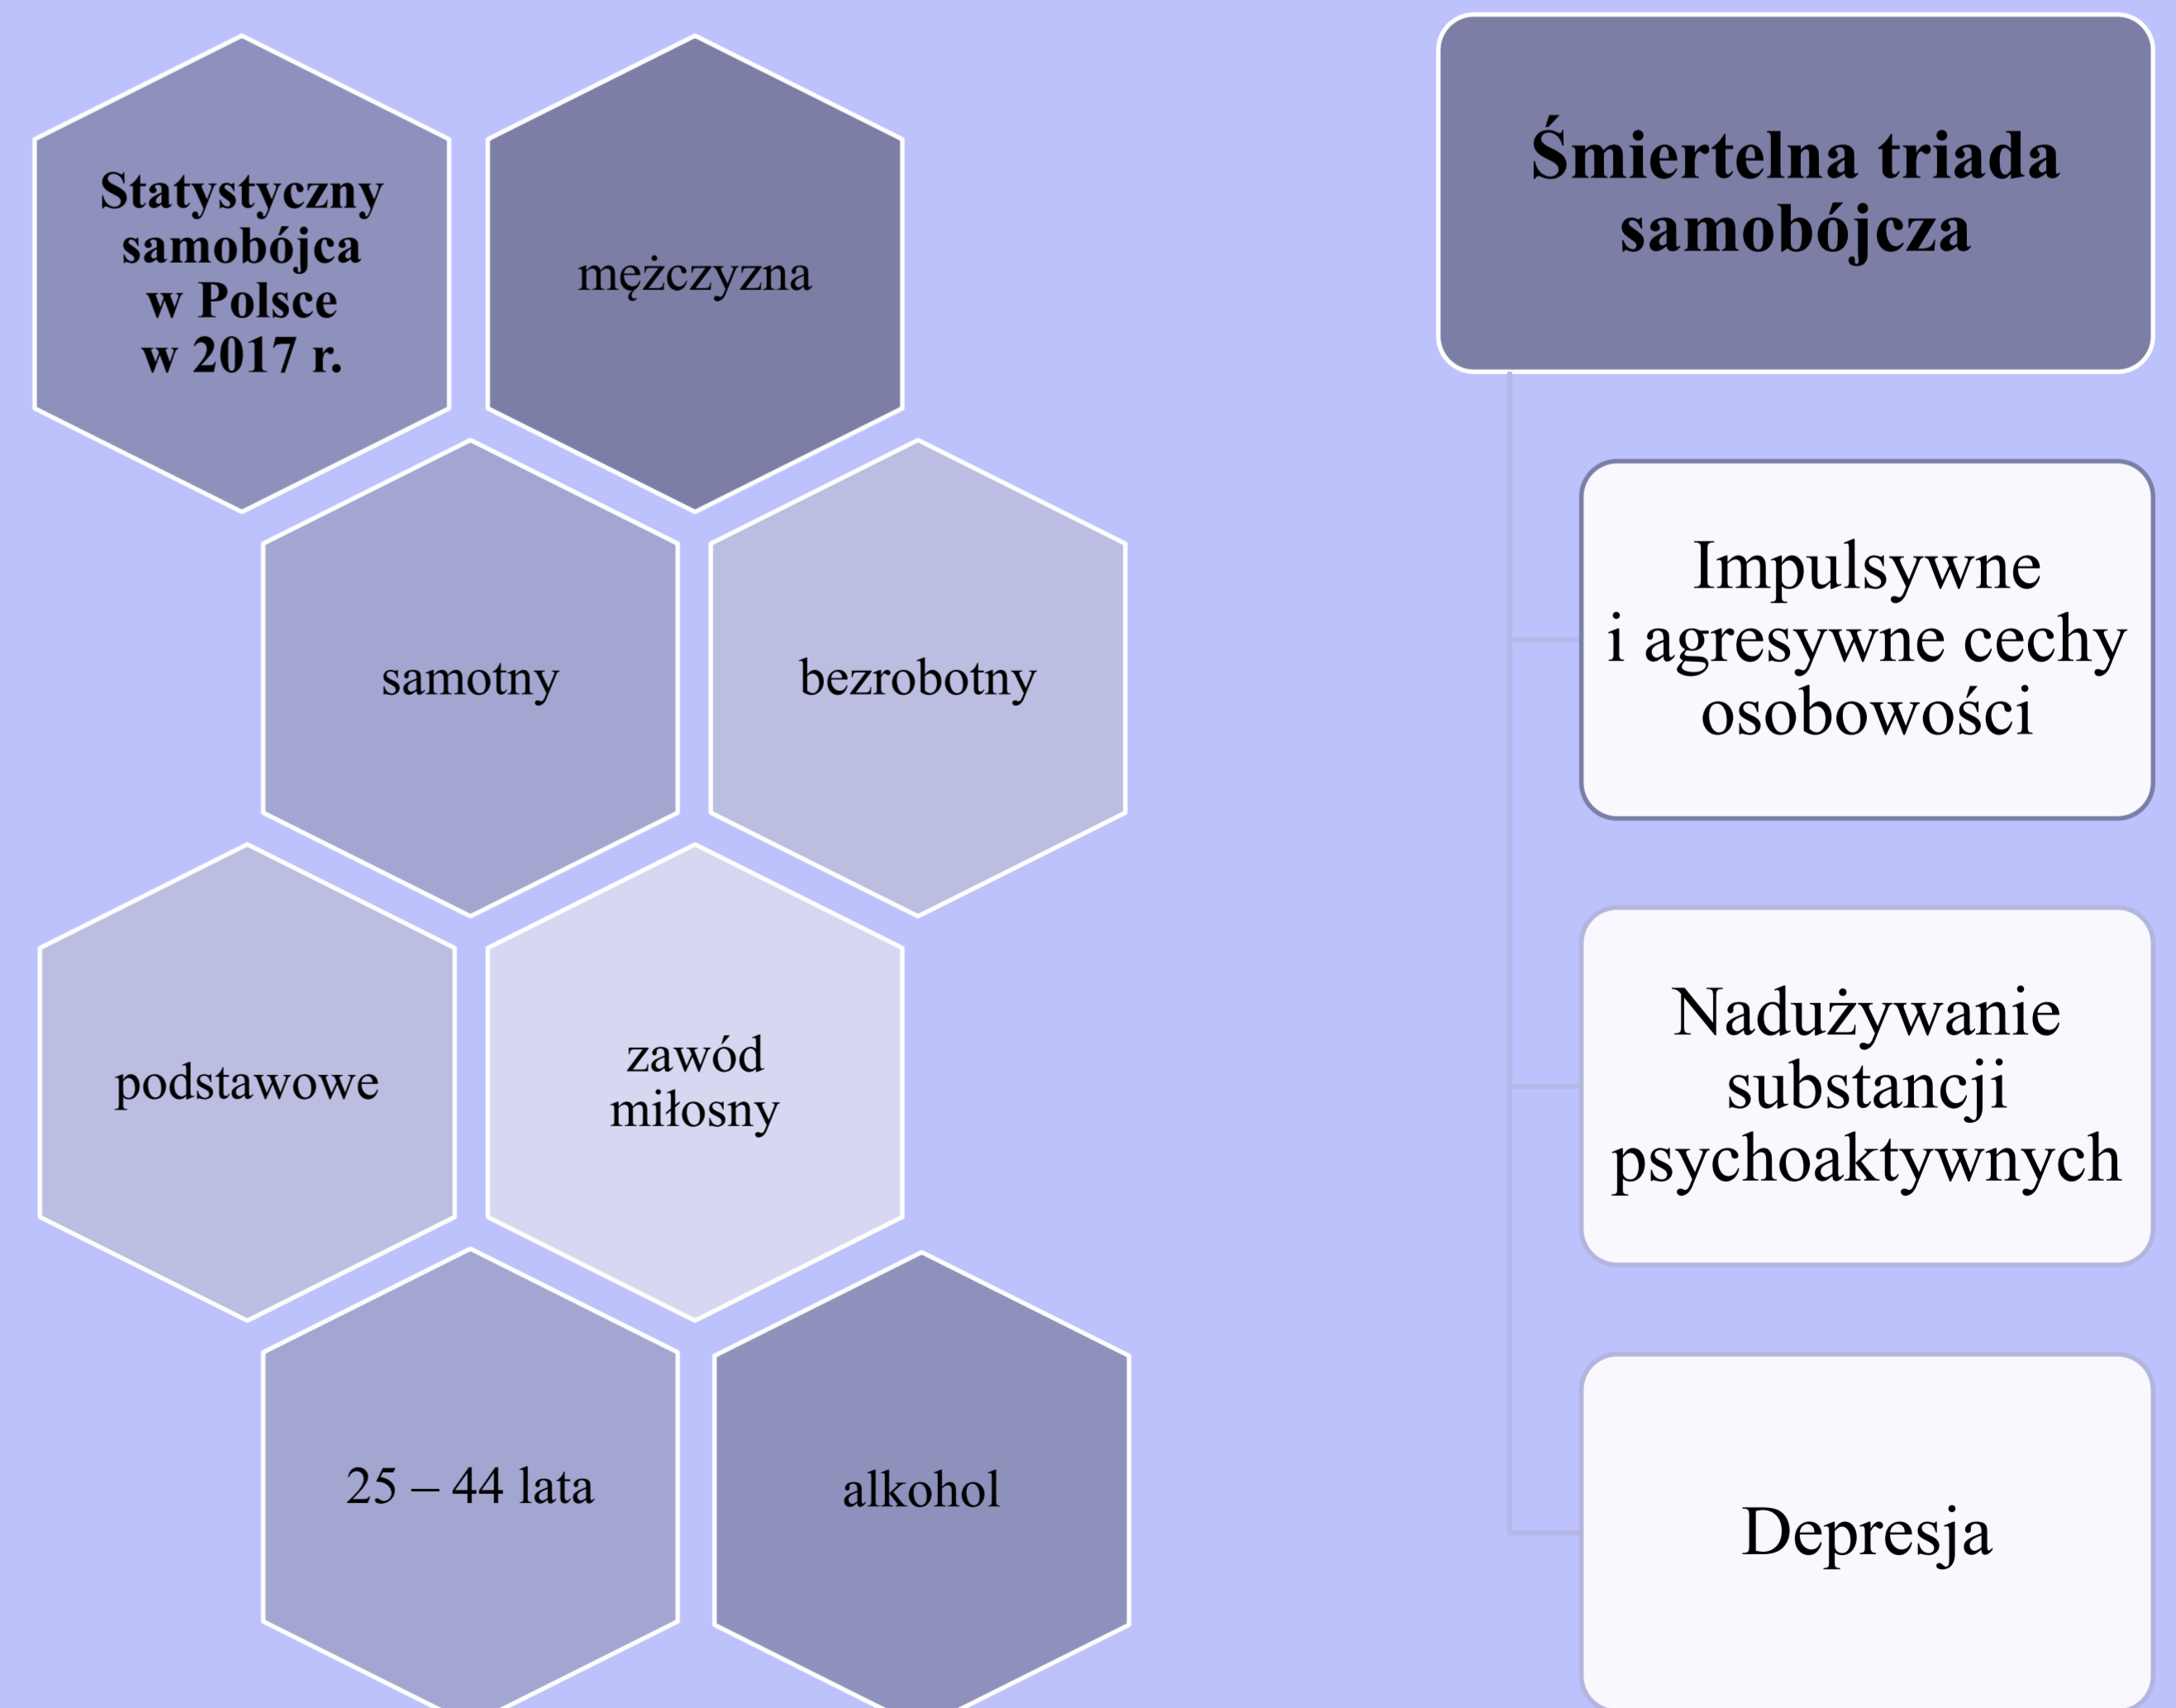 Statystyczny
samobójca
w Polsce
w 2017 r.
mężczyzna
samotny
bezrobotny
podstawowe
zawód
miłosny
25 – 44 lata
alkohol
Śmiertelna triada
samobójcza
Impulsywne
i agresywne cechy
osobowości
Nadużywanie
substancji
psychoaktywnych
Depresja